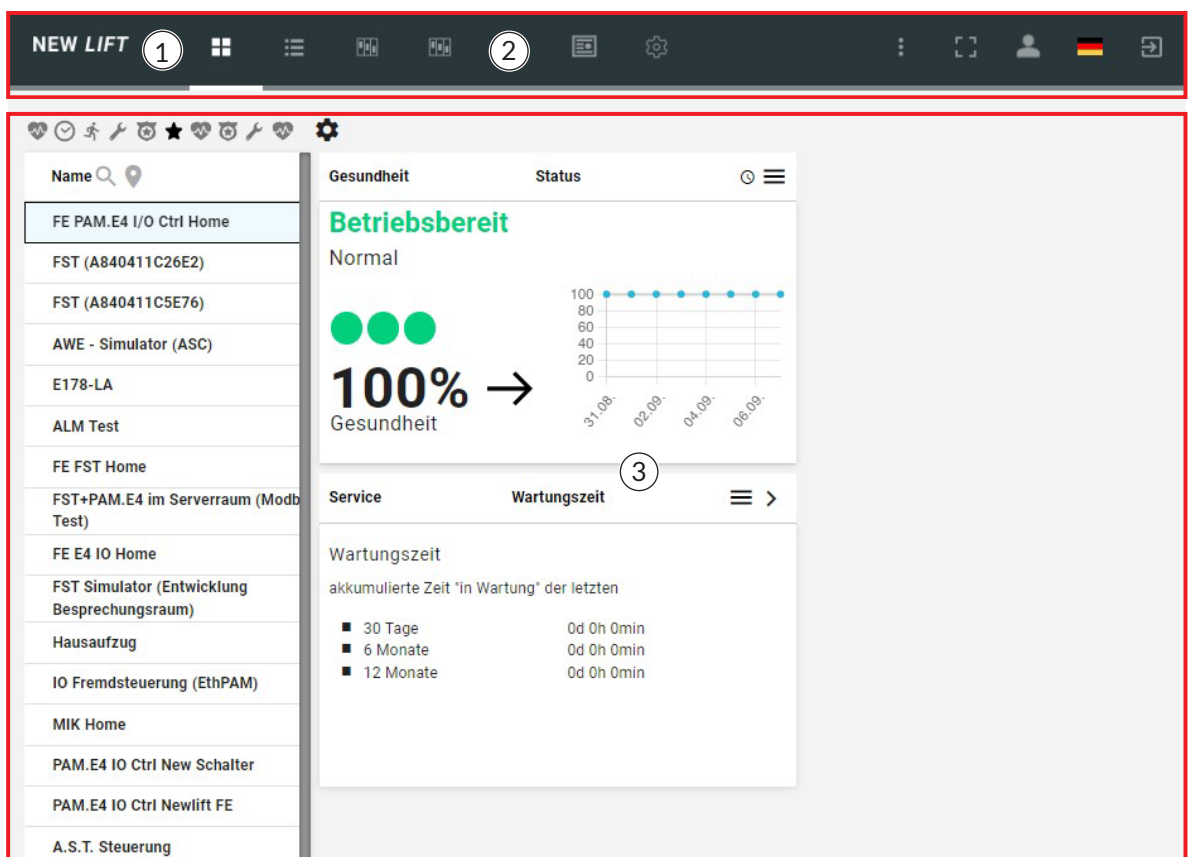 NEW LIFT 1 2
Name
FE PAM.E4 I/O Ctrl Home
FST (A840411C26E2)
FST (A840411C5E76)
AWE - Simulator (ASC)
E178-LA
ALM Test
FE FST Home
FST+PAM.E4 im Serverraum (Modb
Test)
FE E4 IO Home
FST Simulator (Entwicklung
Besprechungsraum)
Hausaufzug
IO Fremdsteuerung (EthPAM)
MIK Home
PAM.E4 IO Ctrl New Schalter
PAM.E4 IO Ctrl Newlift FE
A.S.T. Steuerung
Gesundheit Status
Betriebsbereit
Normal
100% →
Gesundheit
100
80
60
40
20
0
31.08. 02.09. 04.09. 06.09.
3
Service Wartungszeit
Wartungszeit
akkumulierte Zeit "in Wartung" der letzten
■ 30 Tage 0d 0h 0min
■ 6 Monate 0d 0h 0min
■ 12 Monate 0d 0h 0min